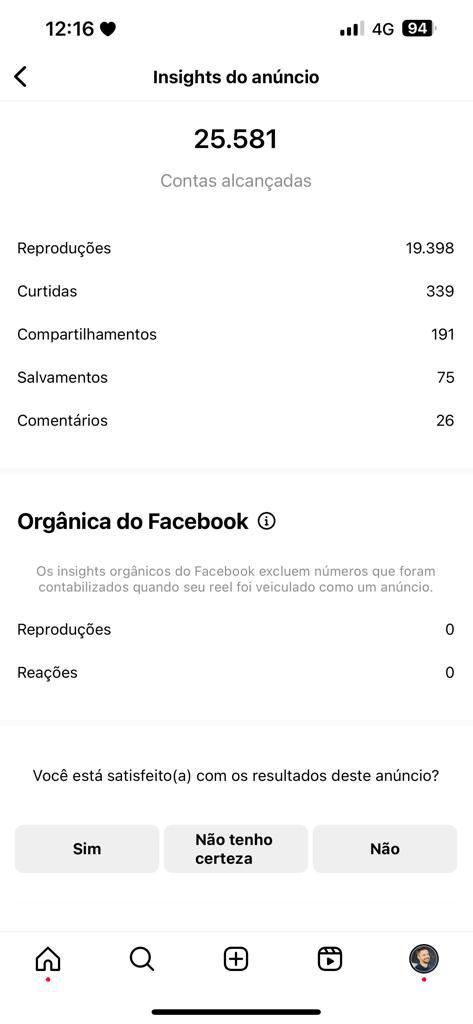 12:16
4G
94
Insights do anúncio
25.581
Contas alcançadas
Reproduções 19.398
Curtidas 339
Compartilhamentos 191
Salvamentos 75
Comentários 26
Orgânica do Facebook
Os insights orgânicos do Facebook excluem números que foram
contabilizados quando seu reel foi veiculado como um anúncio.
Reproduções 0
Reações 0
Você está satisfeito(a) com os resultados deste anúncio?
Sim
Não tenho
certeza
Não